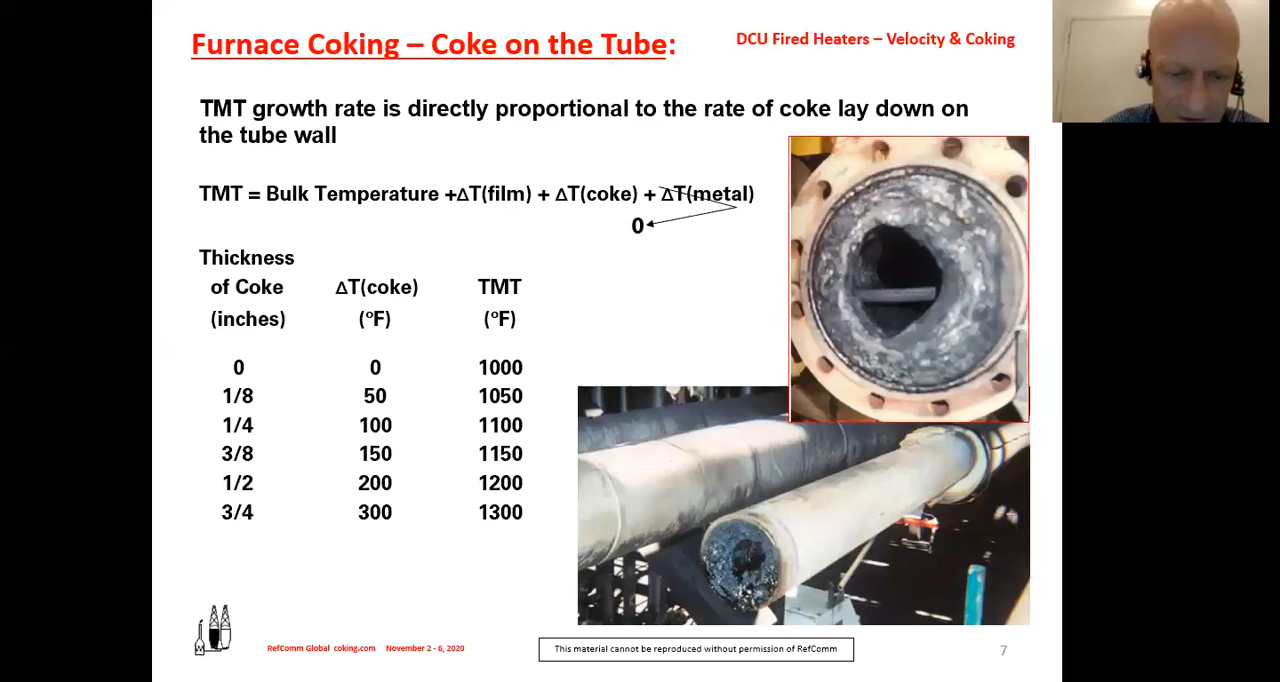 Furnace Coking – Coke on the Tube:
DCU Fired Heaters – Velocity & Coking
TMT growth rate is directly proportional to the rate of coke lay down on
the tube wall
TMT = Bulk Temperature +ΔT(film) + ΔT(coke) + ΔT(metal)
0
Thickness
of Coke ΔT(coke) TMT
(inches) (°F) (°F)
0 0 1000
1/8 50 1050
1/4 100 1100
3/8 150 1150
1/2 200 1200
3/4 300 1300
RefComm Global coking.com November 2 - 6, 2020
This material cannot be reproduced without permission of RefComm
7